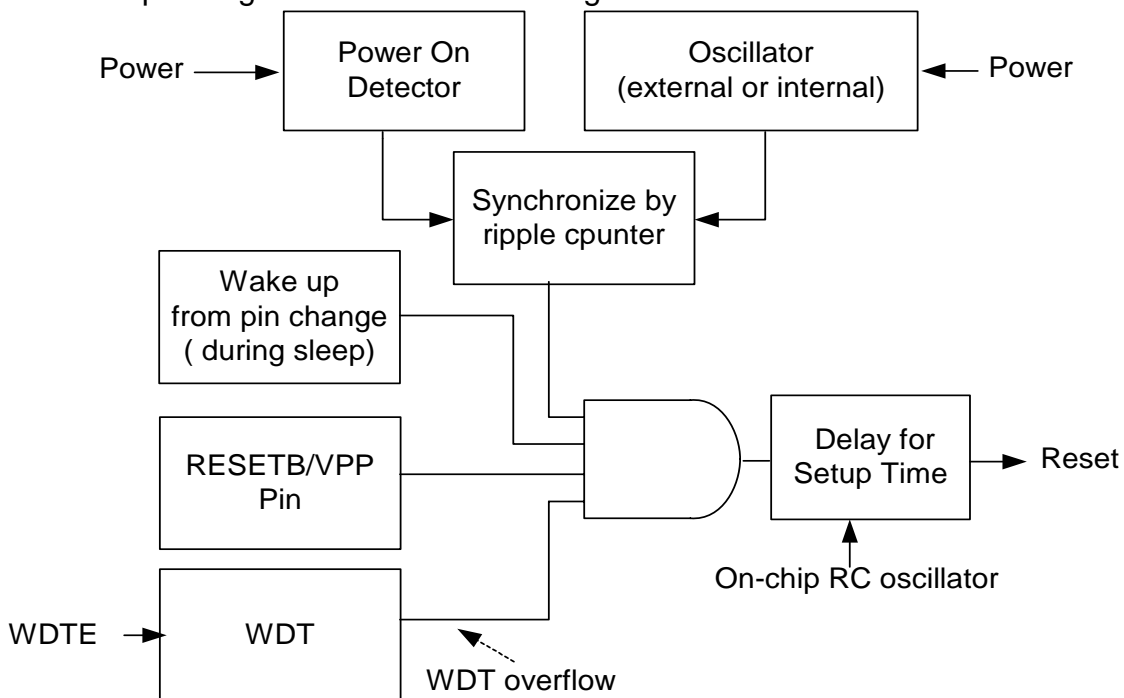 Power
Power On
Detector
Oscillator
(external or internal)
Power
Synchronize by
ripple cpunter
Wake up
from pin change
( during sleep)
RESETB/VPP
Pin
Delay for
Setup Time
Reset
On-chip RC oscillator
WDTE
WDT
WDT overflow